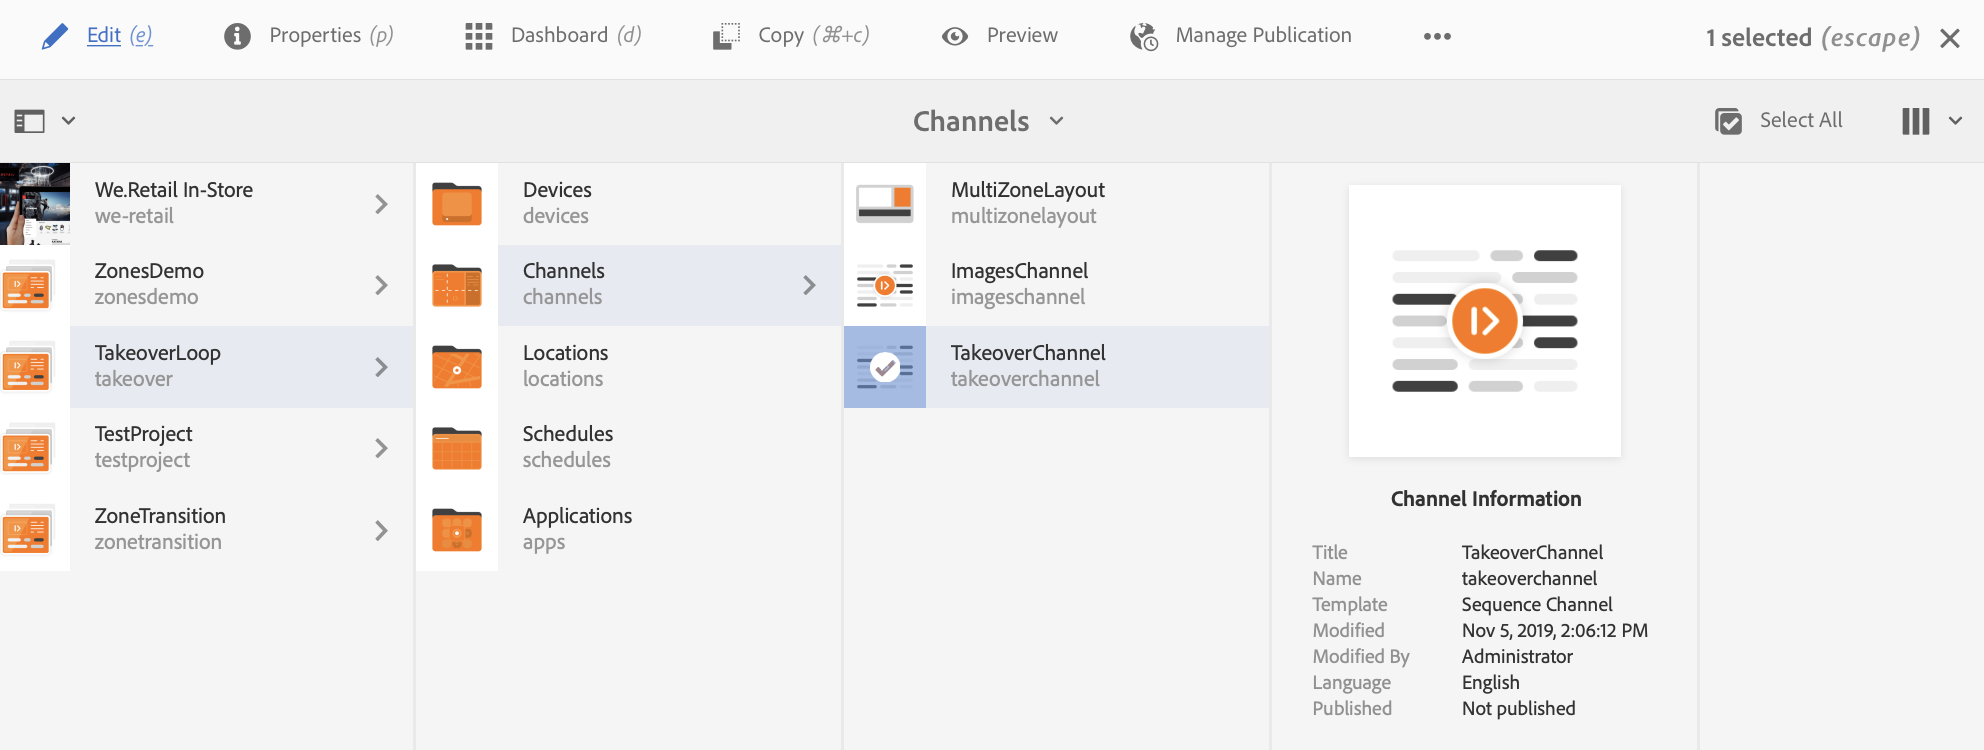 Edit (e)
Properties (p)
Dashboard (d)
Copy (⌘+c)
Preview
Manage Publication
1 selected (escape)
Channels
Select All
We.Retail In-Store
we-retail
ZonesDemo
zonesdemo
TakeoverLoop
takeover
TestProject
testproject
ZoneTransition
zonetransition
Devices
devices
Channels
channels
Locations
locations
Schedules
schedules
Applications
apps
MultiZoneLayout
multizonelayout
ImagesChannel
imageschannel
TakeoverChannel
takeoverchannel
Channel Information
Title TakeoverChannel
Name takeoverchannel
Template Sequence Channel
Modified Nov 5, 2019, 2:06:12 PM
Modified By Administrator
Language English
Published Not published